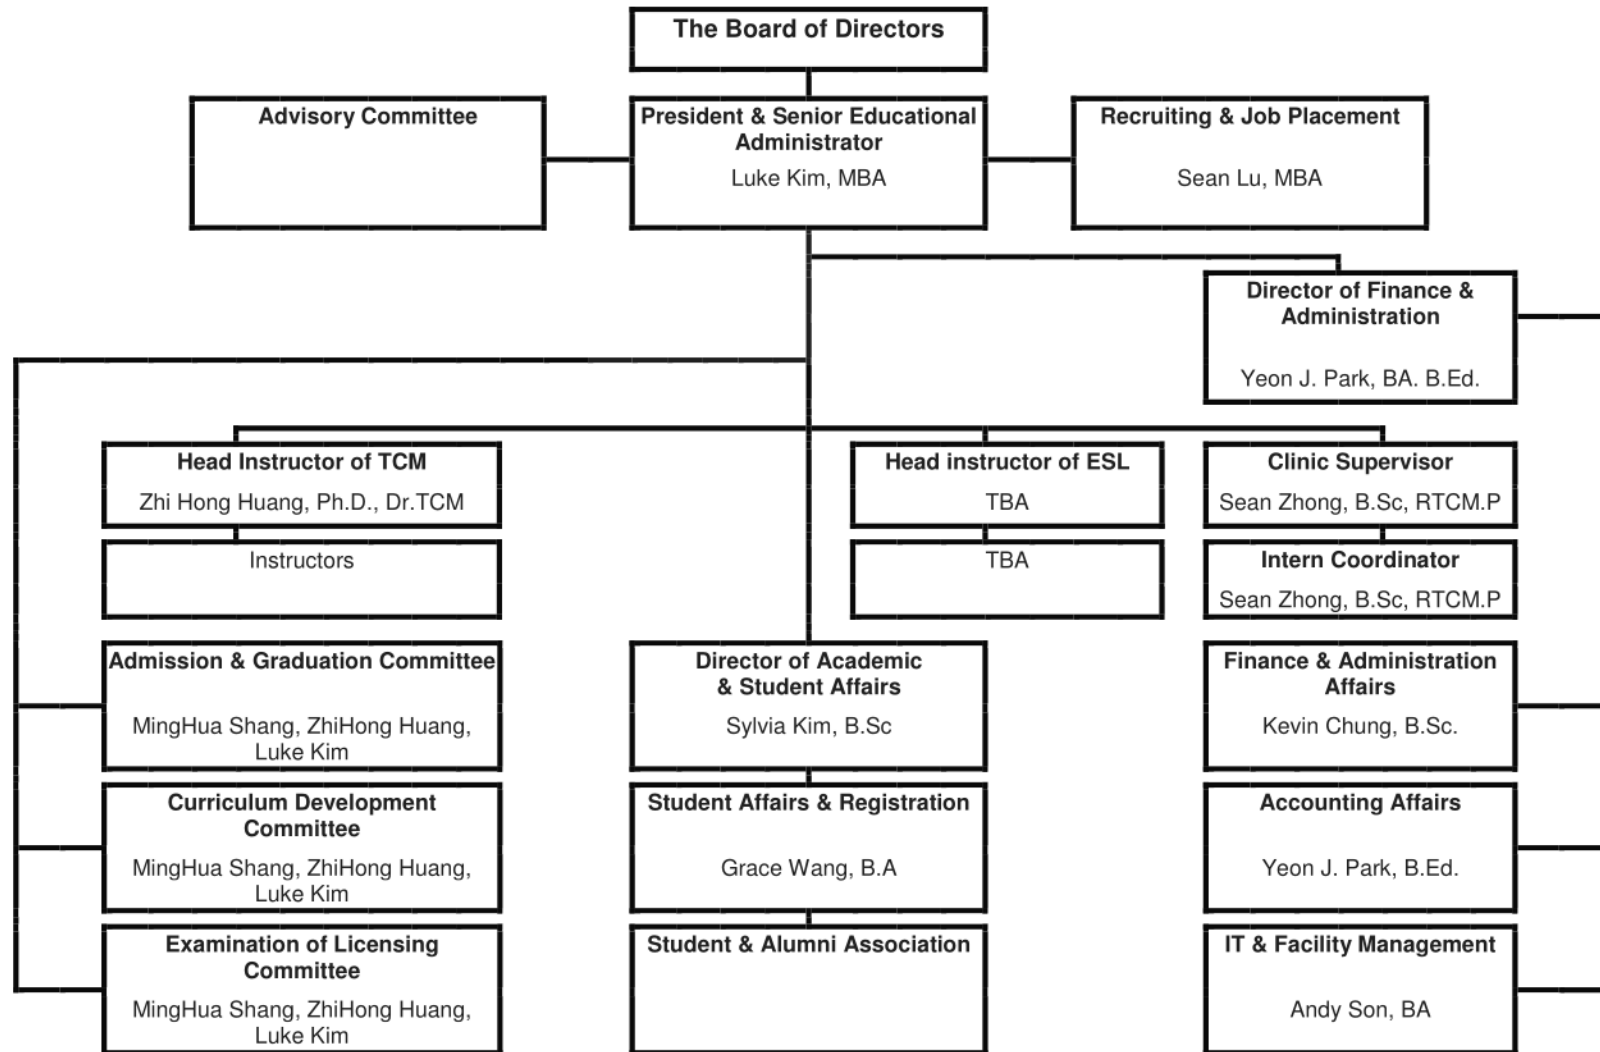 The Board of Directors
Advisory Committee
President & Senior Educational
Administrator
Luke Kim, MBA
Recruiting & Job Placement
Sean Lu, MBA
Director of Finance &
Administration
Yeon J. Park, BA. B.Ed.
Head Instructor of TCM
Zhi Hong Huang, Ph.D., Dr.TCM
Head instructor of ESL
TBA
Clinic Supervisor
Sean Zhong, B.Sc, RTCM.P
Instructors
TBA
Intern Coordinator
Sean Zhong, B.Sc, RTCM.P
Admission & Graduation Committee
MingHua Shang, ZhiHong Huang,
Luke Kim
Director of Academic
& Student Affairs
Sylvia Kim, B.Sc
Finance & Administration
Affairs
Kevin Chung, B.Sc.
Curriculum Development
Committee
MingHua Shang, ZhiHong Huang,
Luke Kim
Student Affairs & Registration
Grace Wang, B.A
Accounting Affairs
Yeon J. Park, B.Ed.
Examination of Licensing
Committee
MingHua Shang, ZhiHong Huang,
Luke Kim
Student & Alumni Association
IT & Facility Management
Andy Son, BA